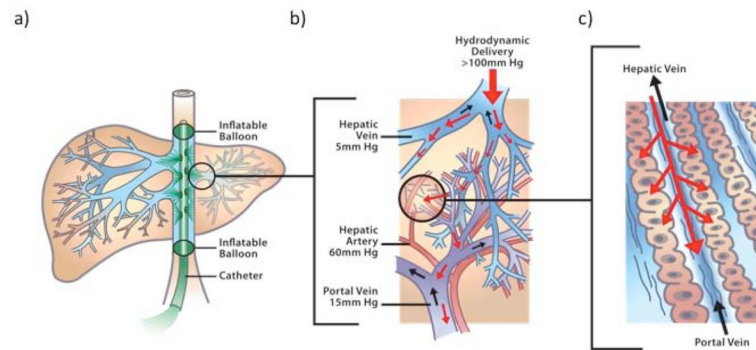 a)
b)
c)
Inflatable
Balloon
Inflatable
Balloon
Catheter
Hydrodynamic
Delivery
>100mm Hg
Hepatic
Vein
5mm Hg
Hepatic
Artery
60mm Hg
Portal Vein
15mm Hg
Hepatic Vein
Portal Vein